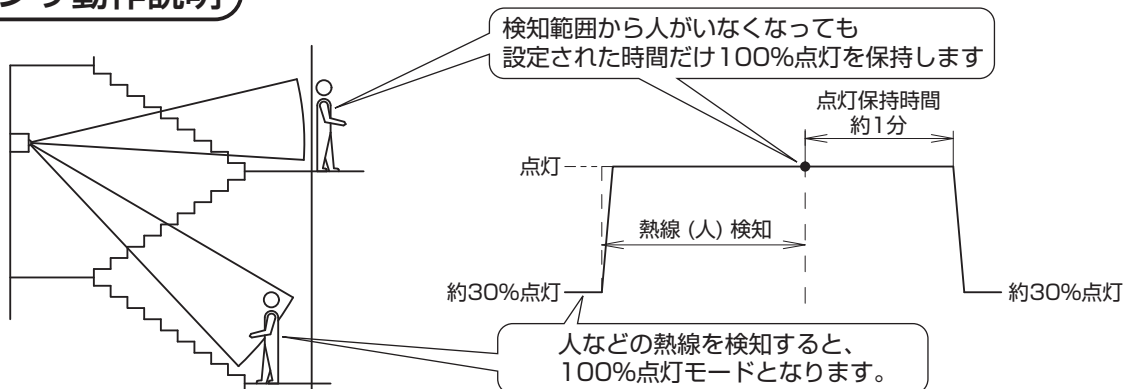 動作説明
検知範囲から人がいなくなっても
設定された時間だけ100%点灯を保持します
点灯保持時間
約1分
点灯
熱線 (人) 検知
約30%点灯
約30%点灯
人などの熱線を検知すると、
100%点灯モードとなります。